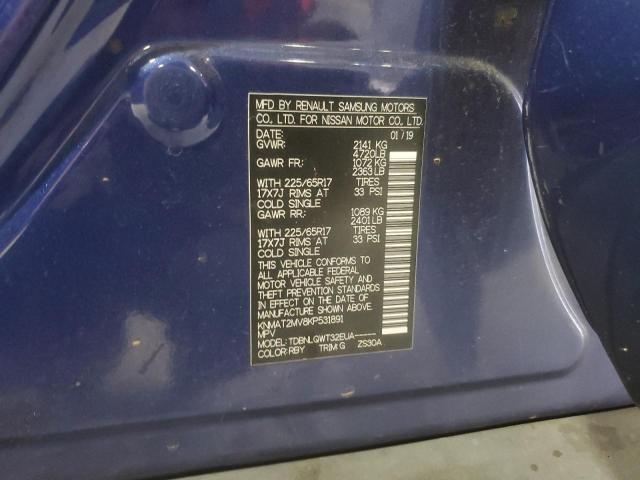 MFD BY RENAULT SAMSUNG MOTORS
CO., LTD. FOR NISSAN MOTOR CO., LTD.
DATE: 01 / 19
GVWR: 2141 KG
4720LB
GAWR FR: 1072 KG
2363 LB
WITH 225/65R17 TIRES
17X7J RIMS AT 33 PSI
COLD SINGLE
GAWR RR: 1089 KG
2401 LB
WITH 225/65R17 TIRES
17X7J RIMS AT 33 PSI
COLD SINGLE
THIS VEHICLE CONFORMS TO
ALL APPLICABLE FEDERAL
MOTOR VEHICLE SAFETY AND
THEFT PREVENTION STANDARDS
IN EFFECT ON THE DATE OF
MANUFACTURE SHOWN ABOVE.
KNMAT2MV8KP531891
MPV
MODEL: TDBNLQWT32EUA-----
COLOR:RBY TRIM:G ZS30A